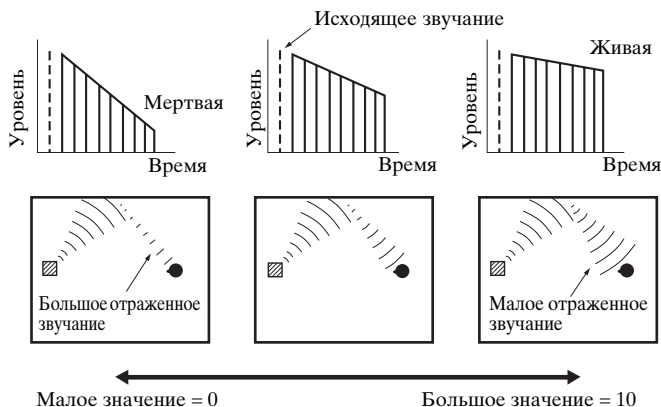 Исходящее звучание
Уровень
Мертвая
Время
Уровень
Время
Уровень
Живая
Время
Большое отраженное
звучание
Малое отраженное
звучание
Малое значение = 0
Большое значение = 10